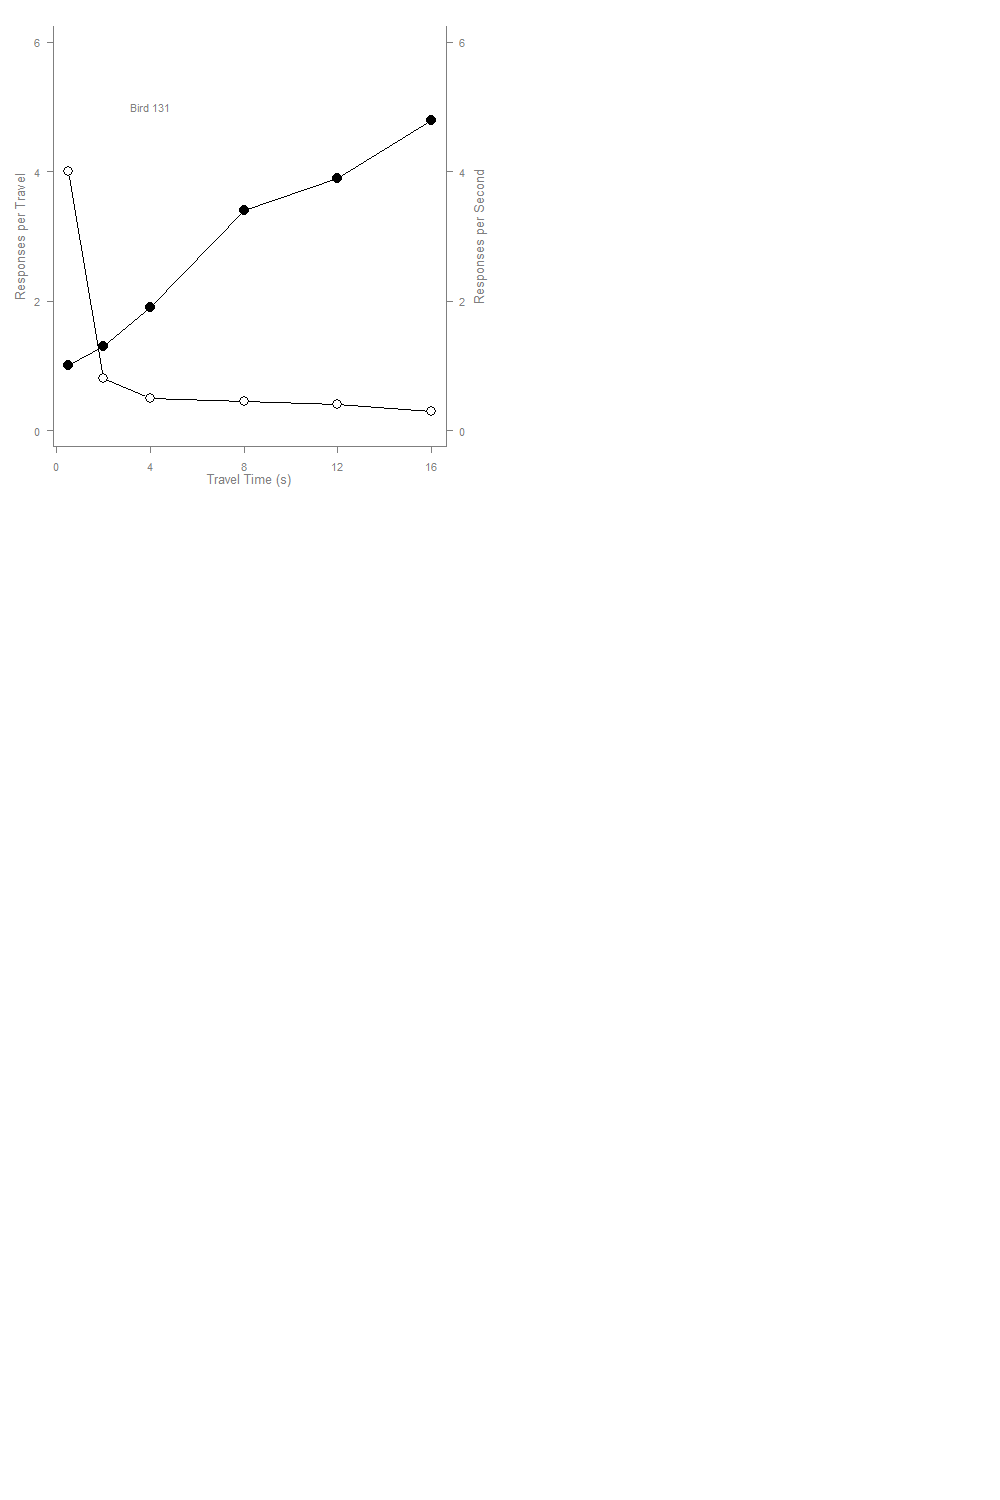 Bird 131
Responses per Travel
6
4
2
0
Responses per Second
6
4
2
0
0 4 8 12 16
Travel Time (s)